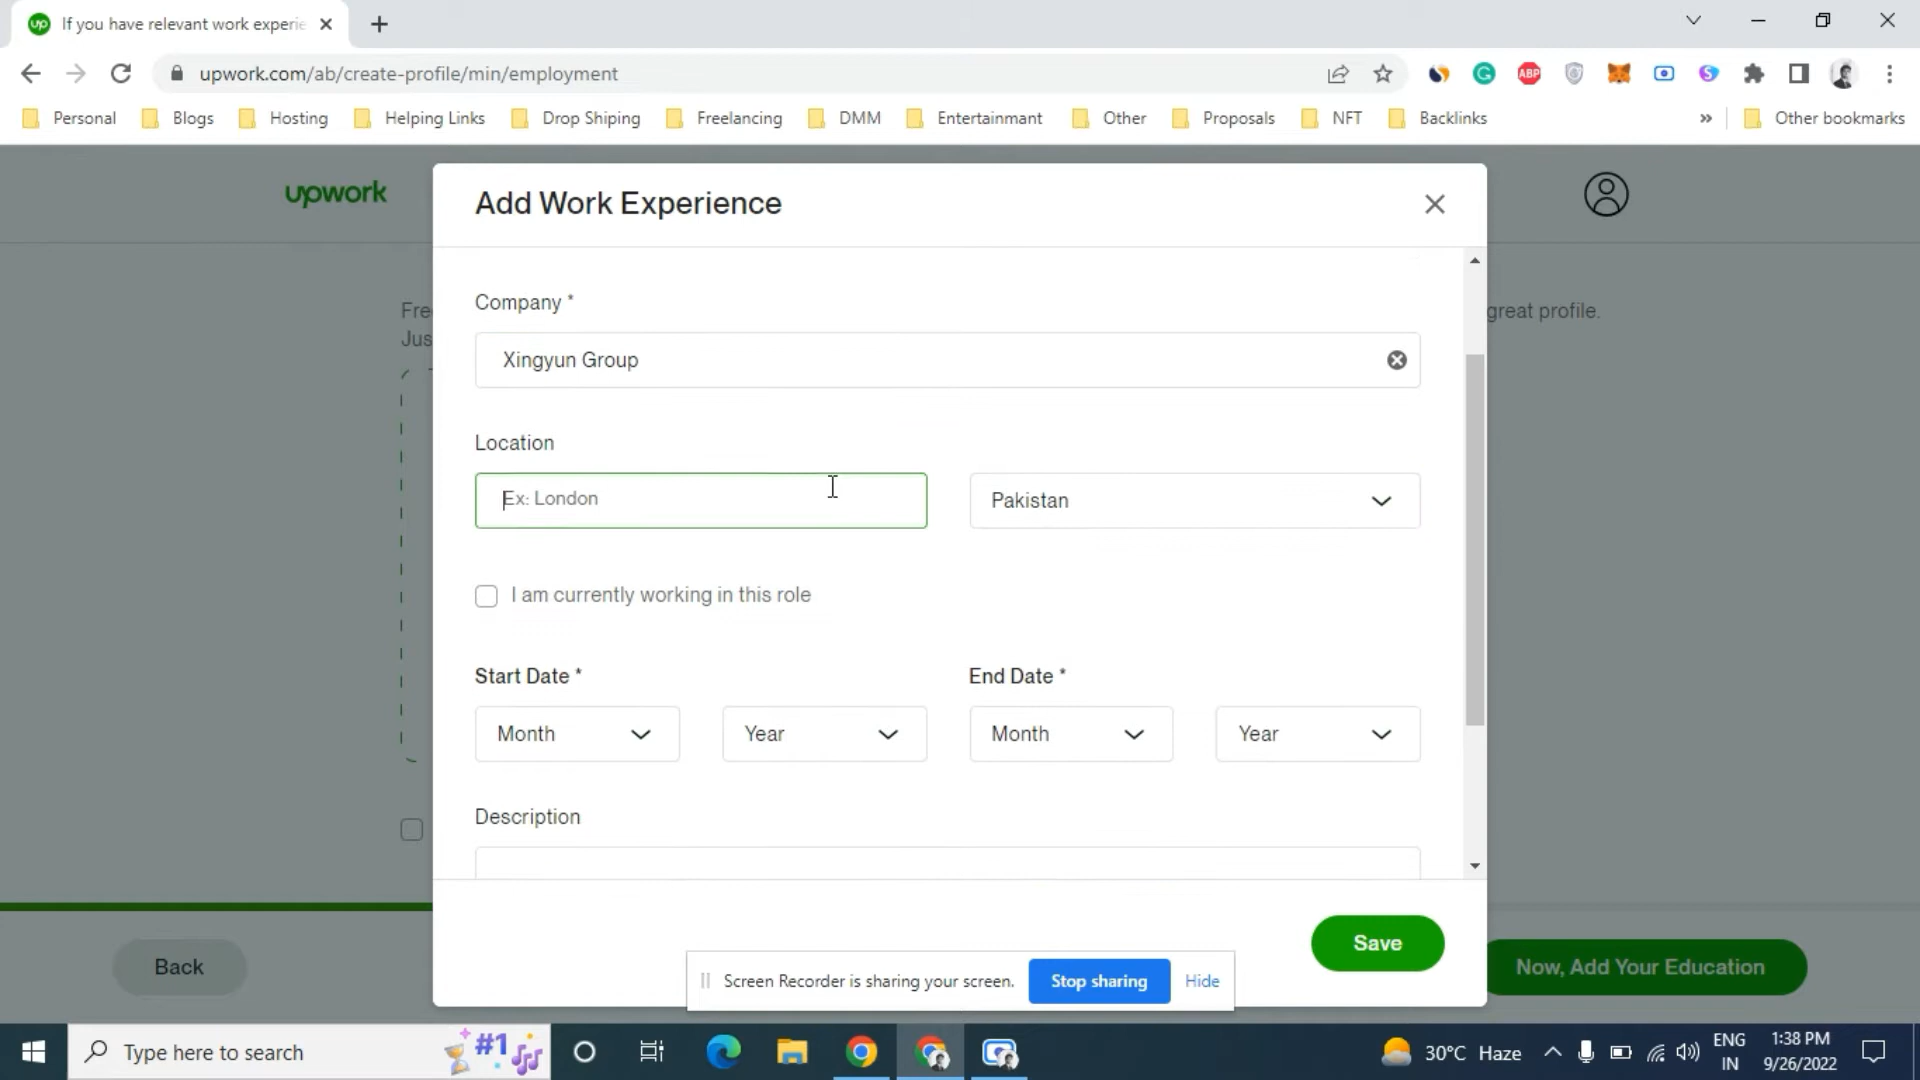 If you have relevant work experie
upwork.com/ab/create-profile/min/employment
ABP
Personal Blogs Hosting Helping Links Drop Shiping Freelancing DMM Entertainmant Other Proposals NFT Backlinks » Other bookmarks
upwork
Add Work Experience
Fre
great profile.
Jus
Company *
Xingyun Group
Location
Ex: London
Pakistan
I am currently working in this role
Start Date *
End Date *
Month
Year
Month
Year
Description
Save
Back
Now, Add Your Education
Screen Recorder is sharing your screen.
Stop sharing
Hide
Type here to search
#1
30°C Haze
ENG
IN
1:38 PM
9/26/2022